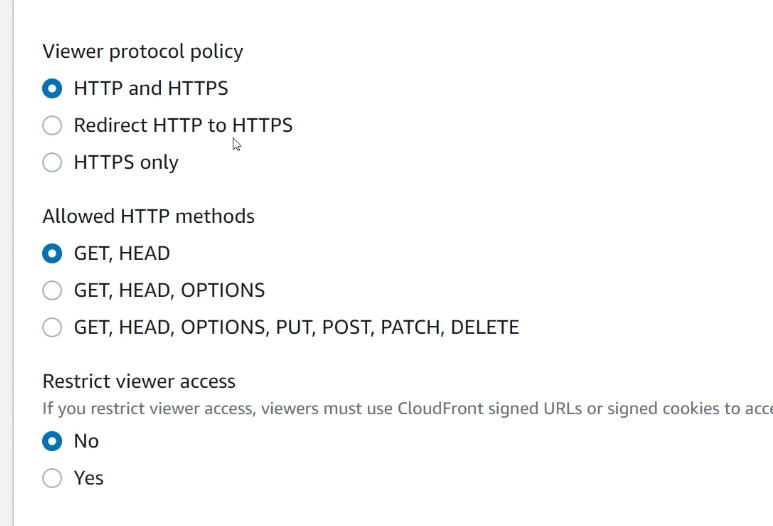 Viewer protocol policy
HTTP and HTTPS
Redirect HTTP to HTTPS
HTTPS only
Allowed HTTP methods
GET, HEAD
GET, HEAD, OPTIONS
GET, HEAD, OPTIONS, PUT, POST, PATCH, DELETE
Restrict viewer access
If you restrict viewer access, viewers must use CloudFront signed URLs or signed cookies to acce
No
Yes